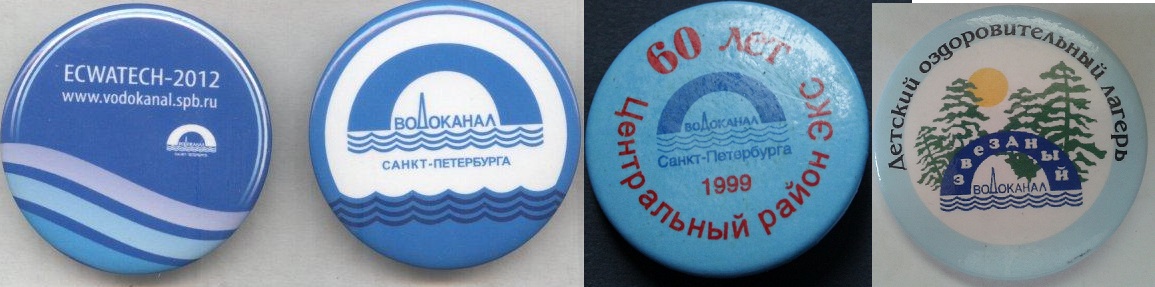 ECWATECH-2012
www.vodokanal.spb.ru
ВОДОКАНАЛ
САНКТ-ПЕТЕРБУРГА
60 лет
ВОДОКАНАЛ
Санкт-Петербурга
1999
Центральный район ЭКС
Детский оздоровительный лагерь
ЗВЕЗДНЫЙ
ВОДОКАНАЛ